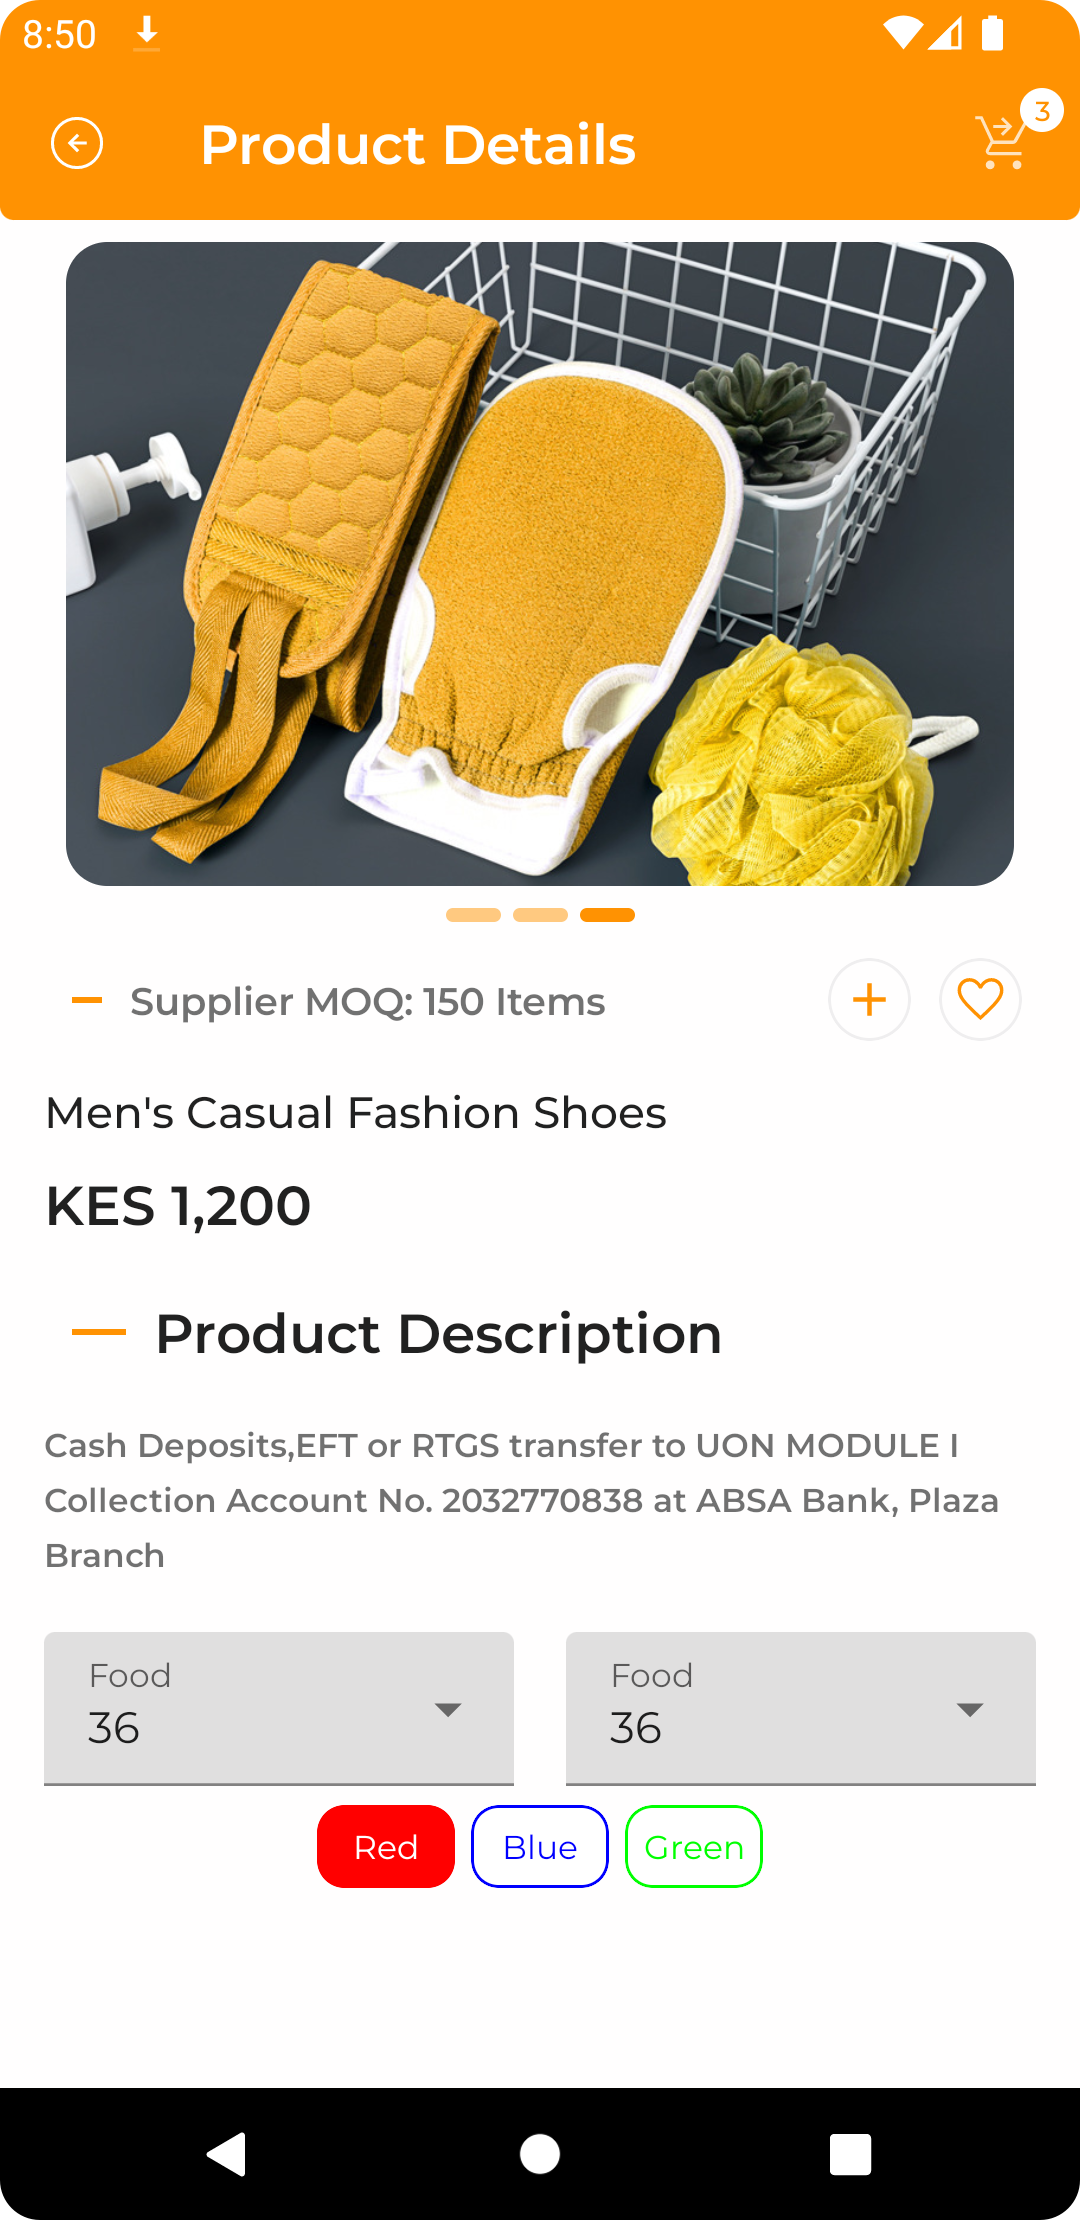 8:50
Product Details
3
Supplier MOQ: 150 Items
Men's Casual Fashion Shoes
KES 1,200
Product Description
Cash Deposits,EFT or RTGS transfer to UON MODULE I
Collection Account No. 2032770838 at ABSA Bank, Plaza
Branch
Food
36
Food
36
Red
Blue
Green